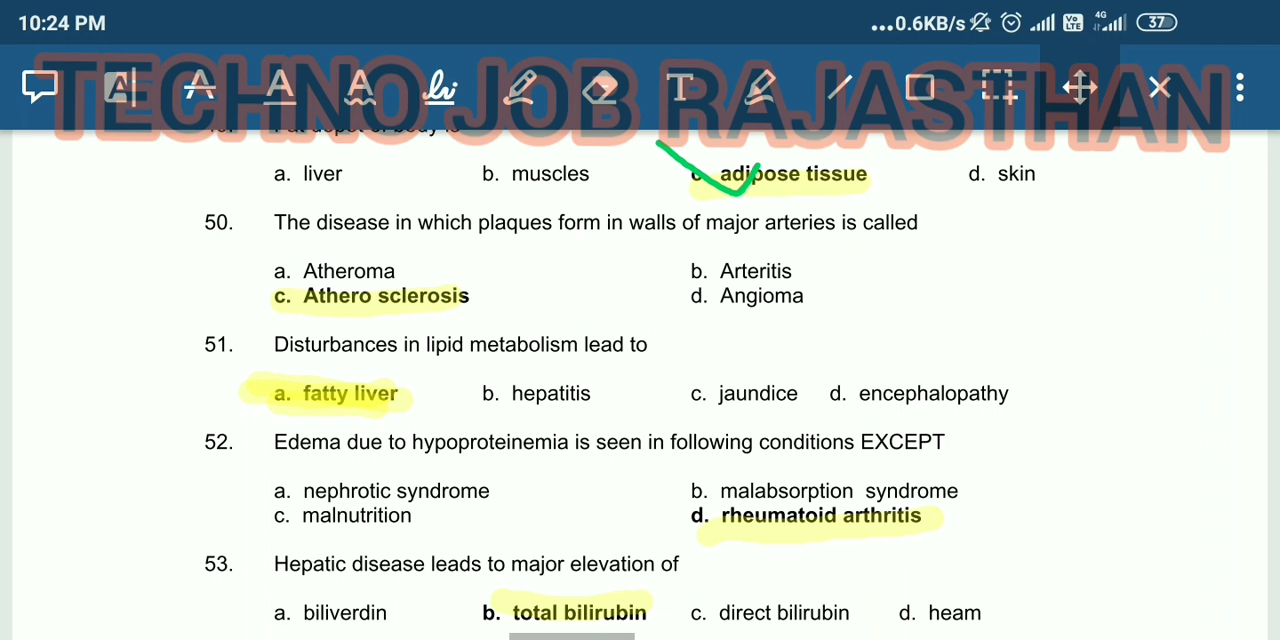 10:24 PM ...0.6KB/s Vo LTE 4G 37
TECHNO JOB RAJASTHAN
a. liver b. muscles c. adipose tissue d. skin
50. The disease in which plaques form in walls of major arteries is called
a. Atheroma b. Arteritis
c. Athero sclerosis d. Angioma
51. Disturbances in lipid metabolism lead to
a. fatty liver b. hepatitis c. jaundice d. encephalopathy
52. Edema due to hypoproteinemia is seen in following conditions EXCEPT
a. nephrotic syndrome b. malabsorption syndrome
c. malnutrition d. rheumatoid arthritis
53. Hepatic disease leads to major elevation of
a. biliverdin b. total bilirubin c. direct bilirubin d. heam